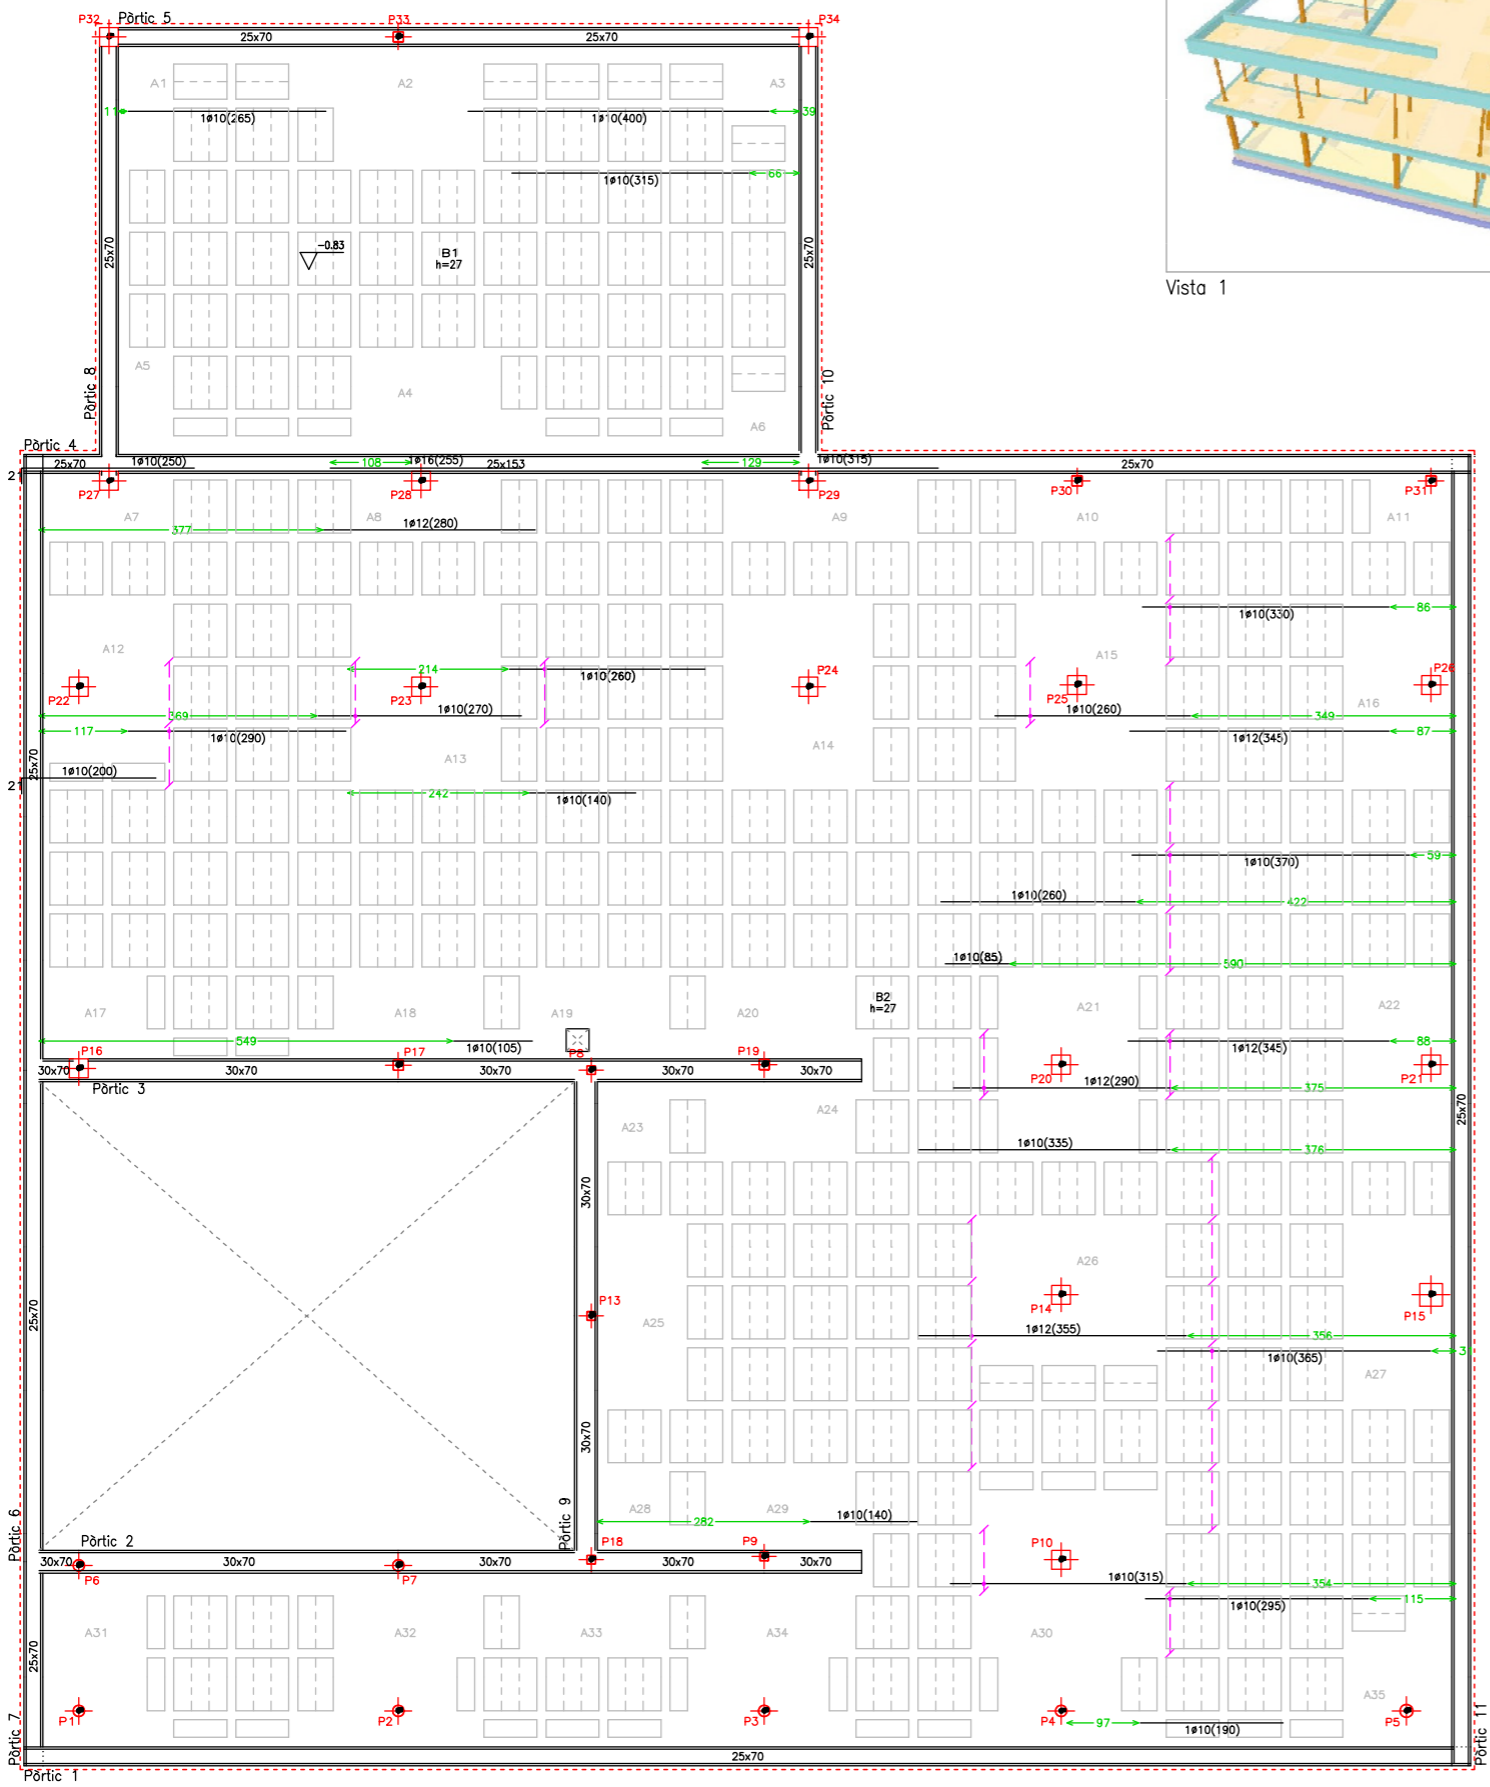 P32
Pòrtic 5
P33
P34
25x70
25x70
A1
A2
A3
11
1ø10(265)
1ø10(400)
39
1ø10(315)
66
25x70
-0.83
B1
h=27
25x70
Vista 1
A5
A4
A6
Pòrtic 8
Pòrtic 10
Pòrtic 4
25x70
1ø10(250)
108
1ø16(255)
25x153
129
1ø10(315)
25x70
21
P27
P28
P29
P30
P31
A7
A8
A9
A10
A11
377
1ø12(280)
86
1ø10(330)
A12
A15
214
1ø10(260)
P22
P23
P24
P25
P26
A16
369
1ø10(270)
1ø10(260)
349
117
1ø10(290)
1ø12(345)
87
A13
A14
25x70
1ø10(200)
21
242
1ø10(140)
1ø10(370)
59
1ø10(260)
422
1ø10(85)
590
B2
h=27
A17
A18
A19
A20
A21
A22
549
1ø10(105)
1ø12(345)
88
P16
P17
P8
P19
P20
P21
30x70
30x70
30x70
30x70
30x70
Pòrtic 3
1ø12(290)
375
25x70
A23
A24
1ø10(335)
376
30x70
A26
P13
P14
P15
25x70
A25
1ø12(355)
356
1ø10(365)
3
A27
30x70
A28
A29
282
1ø10(140)
Pòrtic 6
Pòrtic 9
Pòrtic 2
P18
P9
P10
30x70
30x70
30x70
30x70
30x70
P6
P7
1ø10(315)
354
1ø10(295)
115
25x70
A31
A32
A33
A34
A30
A35
P1
P2
P3
P4
P5
97
1ø10(190)
Pòrtic 7
Pòrtic 11
25x70
Pòrtic 1